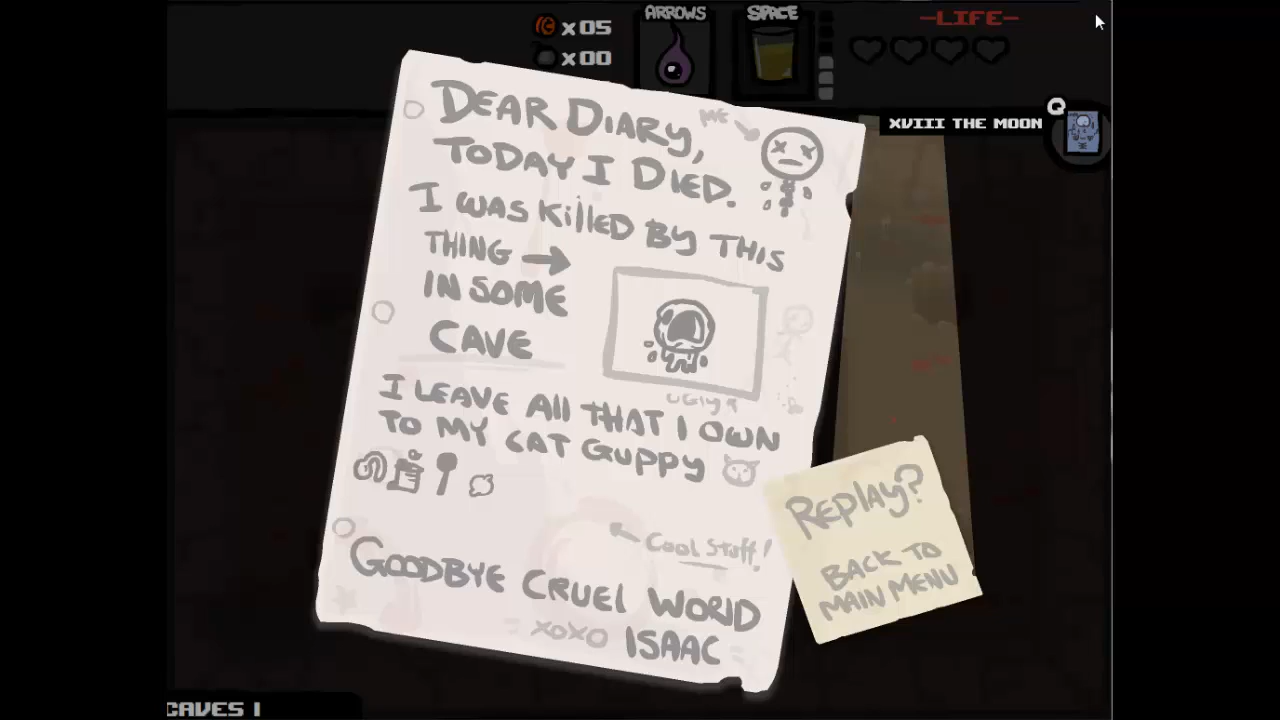 x05
x00
ARROWS
SPACE
—LIFE—
Q
XVIII THE MOON
DEAR DIARY,
TODAY I DIED.
ME
I WAS KILLED BY THIS
THING →
IN SOME
CAVE
UGLY
I LEAVE ALL THAT I OWN
TO MY CAT GUPPY
COOL STUFF!
GOODBYE CRUEL WORLD
XOXO ISAAC
REPLAY?
BACK TO
MAIN MENU
CAVES I